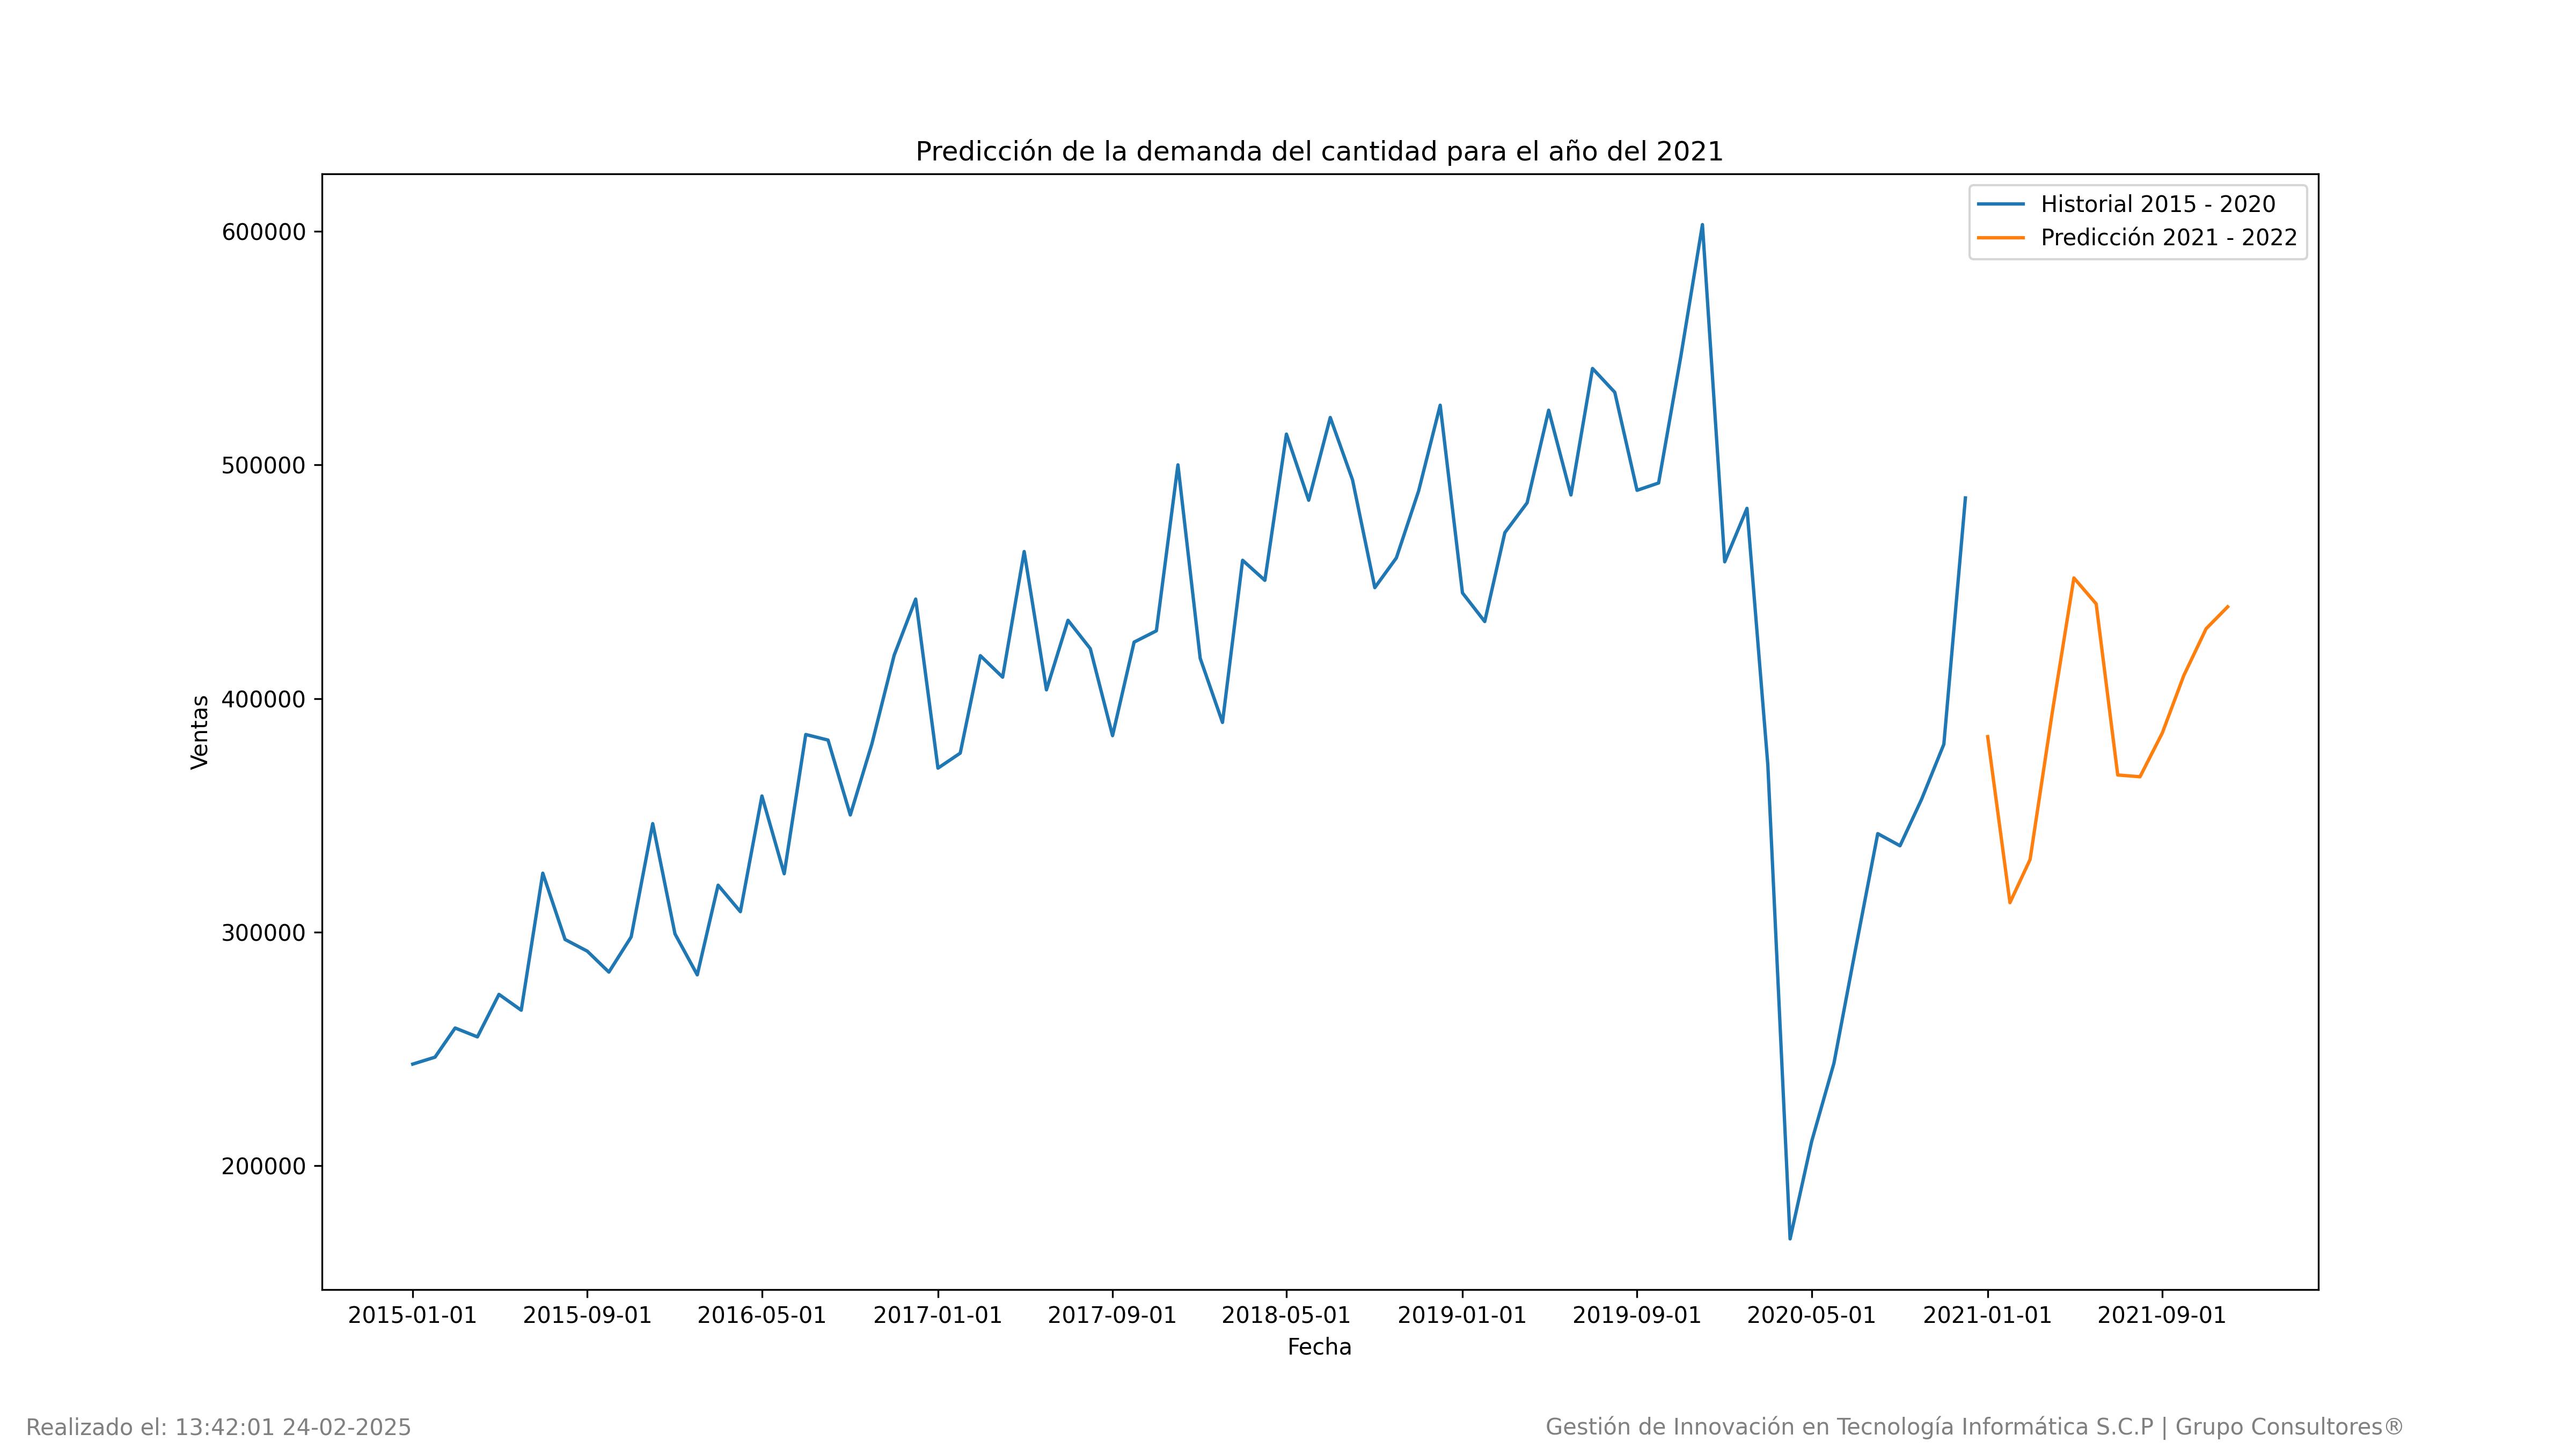 Predicción de la demanda del cantidad para el año del 2021
Historial 2015 - 2020
Predicción 2021 - 2022
600000
500000
400000
300000
200000
Ventas
2015-01-01 2015-09-01 2016-05-01 2017-01-01 2017-09-01 2018-05-01 2019-01-01 2019-09-01 2020-05-01 2021-01-01 2021-09-01
Fecha
Realizado el: 13:42:01 24-02-2025
Gestión de Innovación en Tecnología Informática S.C.P | Grupo Consultores®